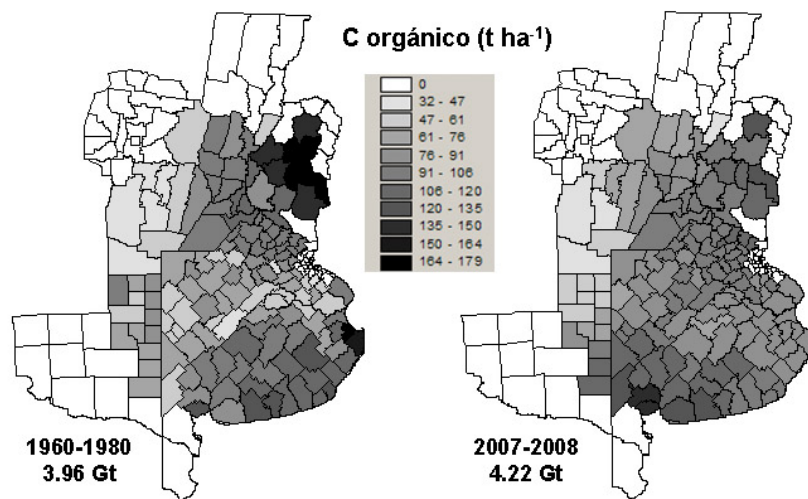 C orgánico (t ha-1)
0
32 - 47
47 - 61
61 - 76
76 - 91
91 - 106
106 - 120
120 - 135
135 - 150
150 - 164
164 - 179
1960-1980
3.96 Gt
2007-2008
4.22 Gt